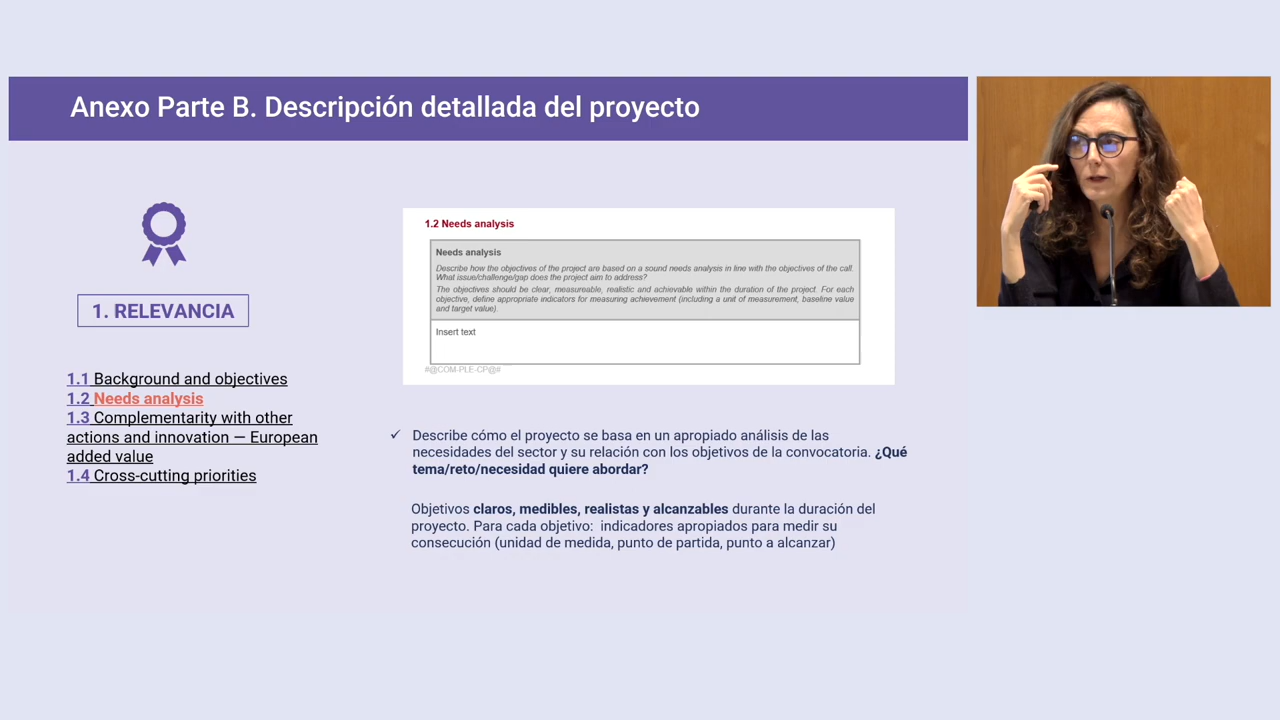 Anexo Parte B. Descripción detallada del proyecto
1. RELEVANCIA
1.1 Background and objectives
1.2 Needs analysis
1.3 Complementarity with other
actions and innovation — European
added value
1.4 Cross-cutting priorities
1.2 Needs analysis
Needs analysis
Describe how the objectives of the project are based on a sound needs analysis in line with the objectives of the call.
What issue/challenge/gap does the project aim to address?
The objectives should be clear, measureable, realistic and achievable within the duration of the project. For each
objective, define appropriate indicators for measuring achievement (including a unit of measurement, baseline value
and target value).
Insert text
#@COM-PLE-CP@#
✓ Describe cómo el proyecto se basa en un apropiado análisis de las
necesidades del sector y su relación con los objetivos de la convocatoria. ¿Qué
tema/reto/necesidad quiere abordar?
Objetivos claros, medibles, realistas y alcanzables durante la duración del
proyecto. Para cada objetivo: indicadores apropiados para medir su
consecución (unidad de medida, punto de partida, punto a alcanzar)